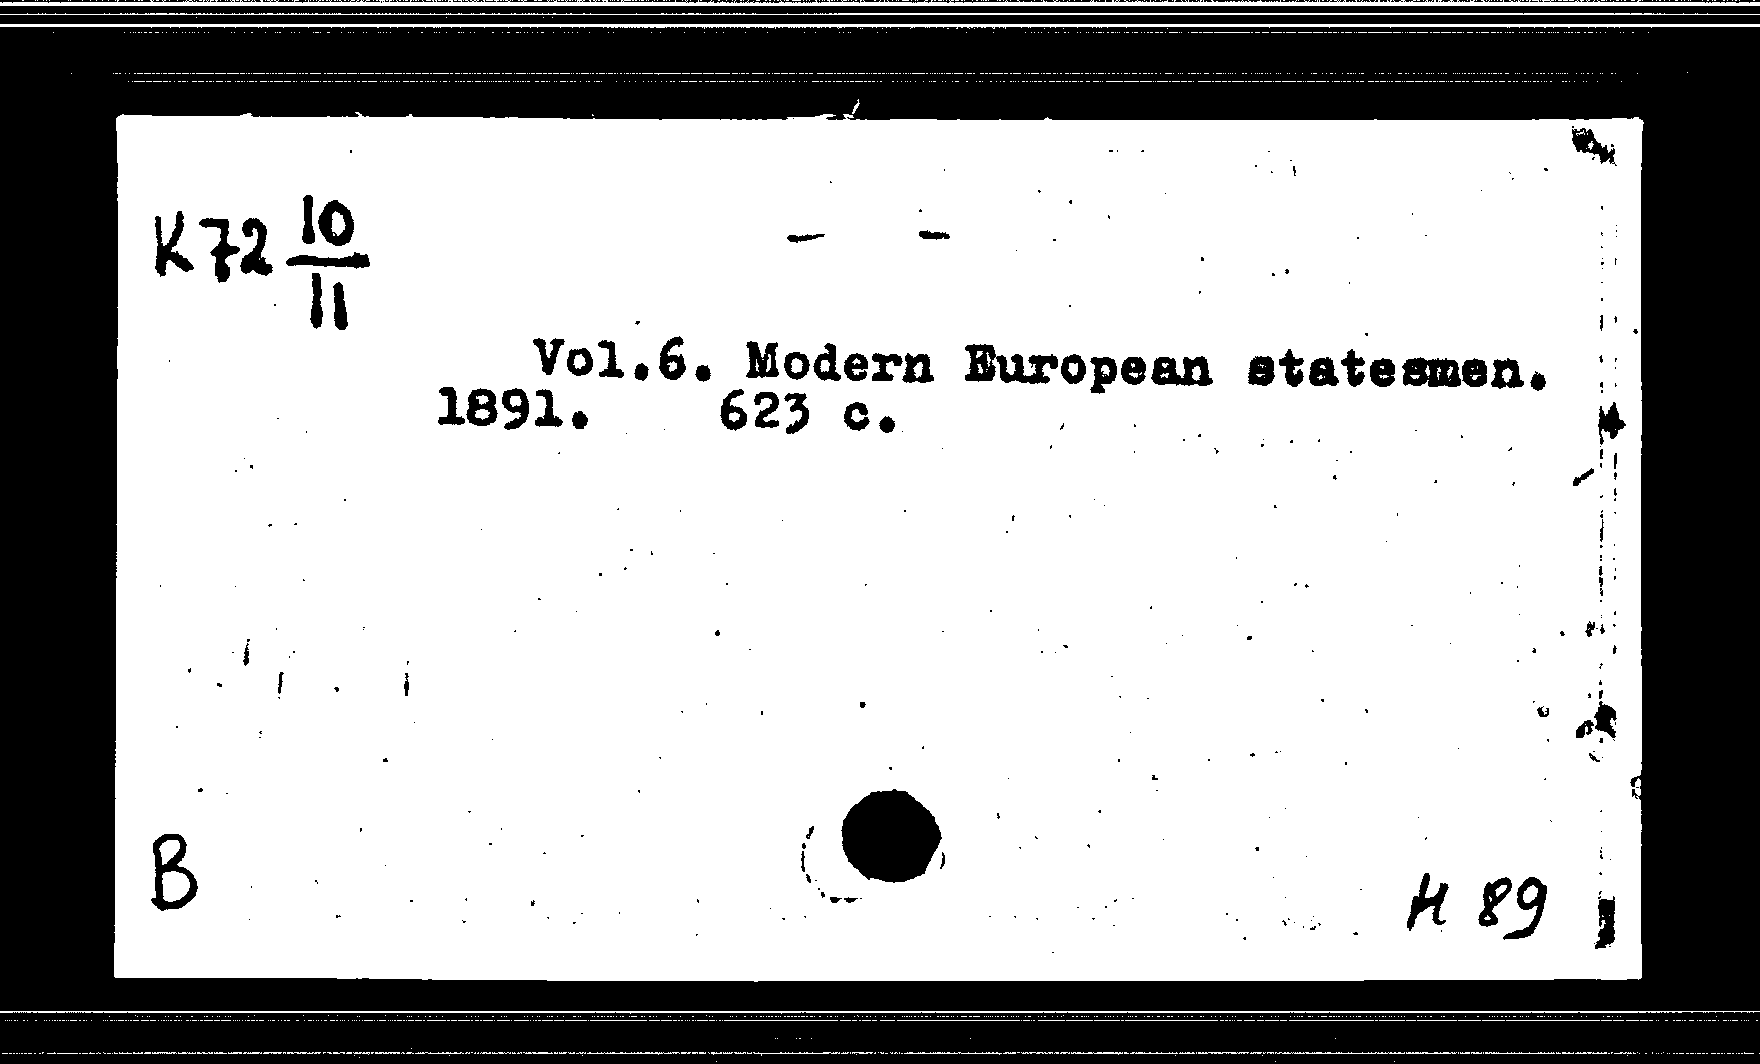 K72 10/11
— —
Vol.6. Modern European statesmen.
1891. 623 c.
B
H 89